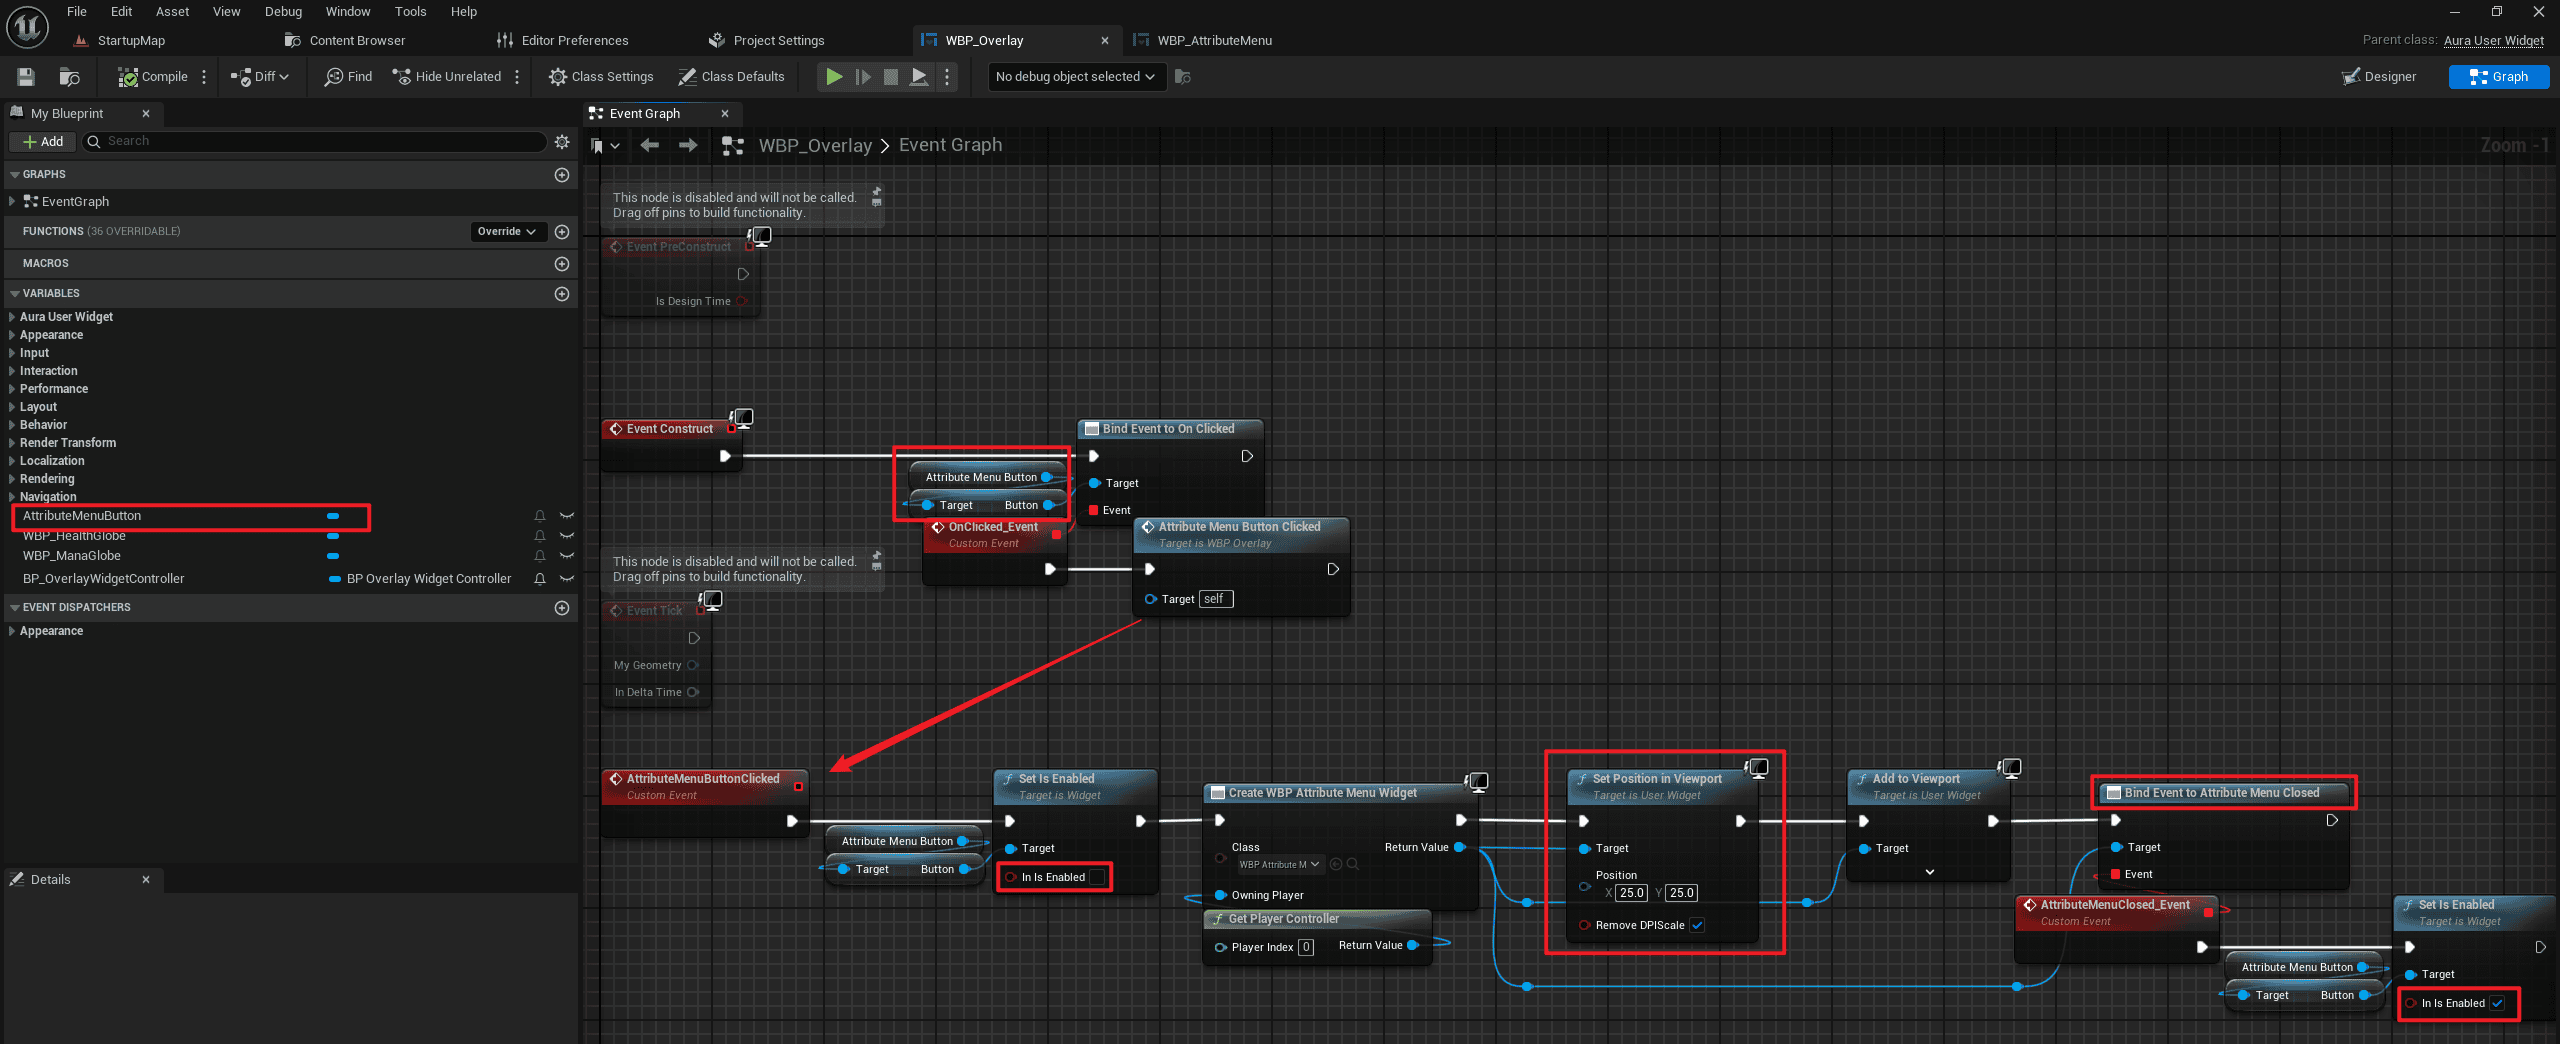 File Edit Asset View Debug Window Tools Help
StartupMap Content Browser Editor Preferences Project Settings WBP_Overlay WBP_AttributeMenu Parent class: Aura User Widget
Compile Diff Find Hide Unrelated Class Settings Class Defaults No debug object selected Designer Graph
My Blueprint
Add Search
GRAPHS
EventGraph
FUNCTIONS (36 OVERRIDABLE) Override
MACROS
VARIABLES
Aura User Widget
Appearance
Input
Interaction
Performance
Layout
Behavior
Render Transform
Localization
Rendering
Navigation
AttributeMenuButton
WBP_HealthGlobe
WBP_ManaGlobe
BP_OverlayWidgetController BP Overlay Widget Controller
EVENT DISPATCHERS
Appearance
Details
Event Graph
WBP_Overlay > Event Graph
Zoom -1
This node is disabled and will not be called.
Drag off pins to build functionality.
Event PreConstruct
Is Design Time
Event Construct
Bind Event to On Clicked
Attribute Menu Button
Target
Target Button
Event
OnClicked_Event
Custom Event
Attribute Menu Button Clicked
Target is WBP Overlay
Target self
This node is disabled and will not be called.
Drag off pins to build functionality.
Event Tick
My Geometry
In Delta Time
AttributeMenuButtonClicked
Custom Event
Attribute Menu Button
Target Button
Set Is Enabled
Target is Widget
Target
In Is Enabled
Create WBP Attribute Menu Widget
Class Return Value
WBP Attribute M
Owning Player
Get Player Controller
Player Index 0 Return Value
Set Position in Viewport
Target is User Widget
Target
Position
X 25.0 Y 25.0
Remove DPIScale
Add to Viewport
Target is User Widget
Target
Bind Event to Attribute Menu Closed
Target
Event
AttributeMenuClosed_Event
Custom Event
Attribute Menu Button
Target Button
Set Is Enabled
Target is Widget
Target
In Is Enabled